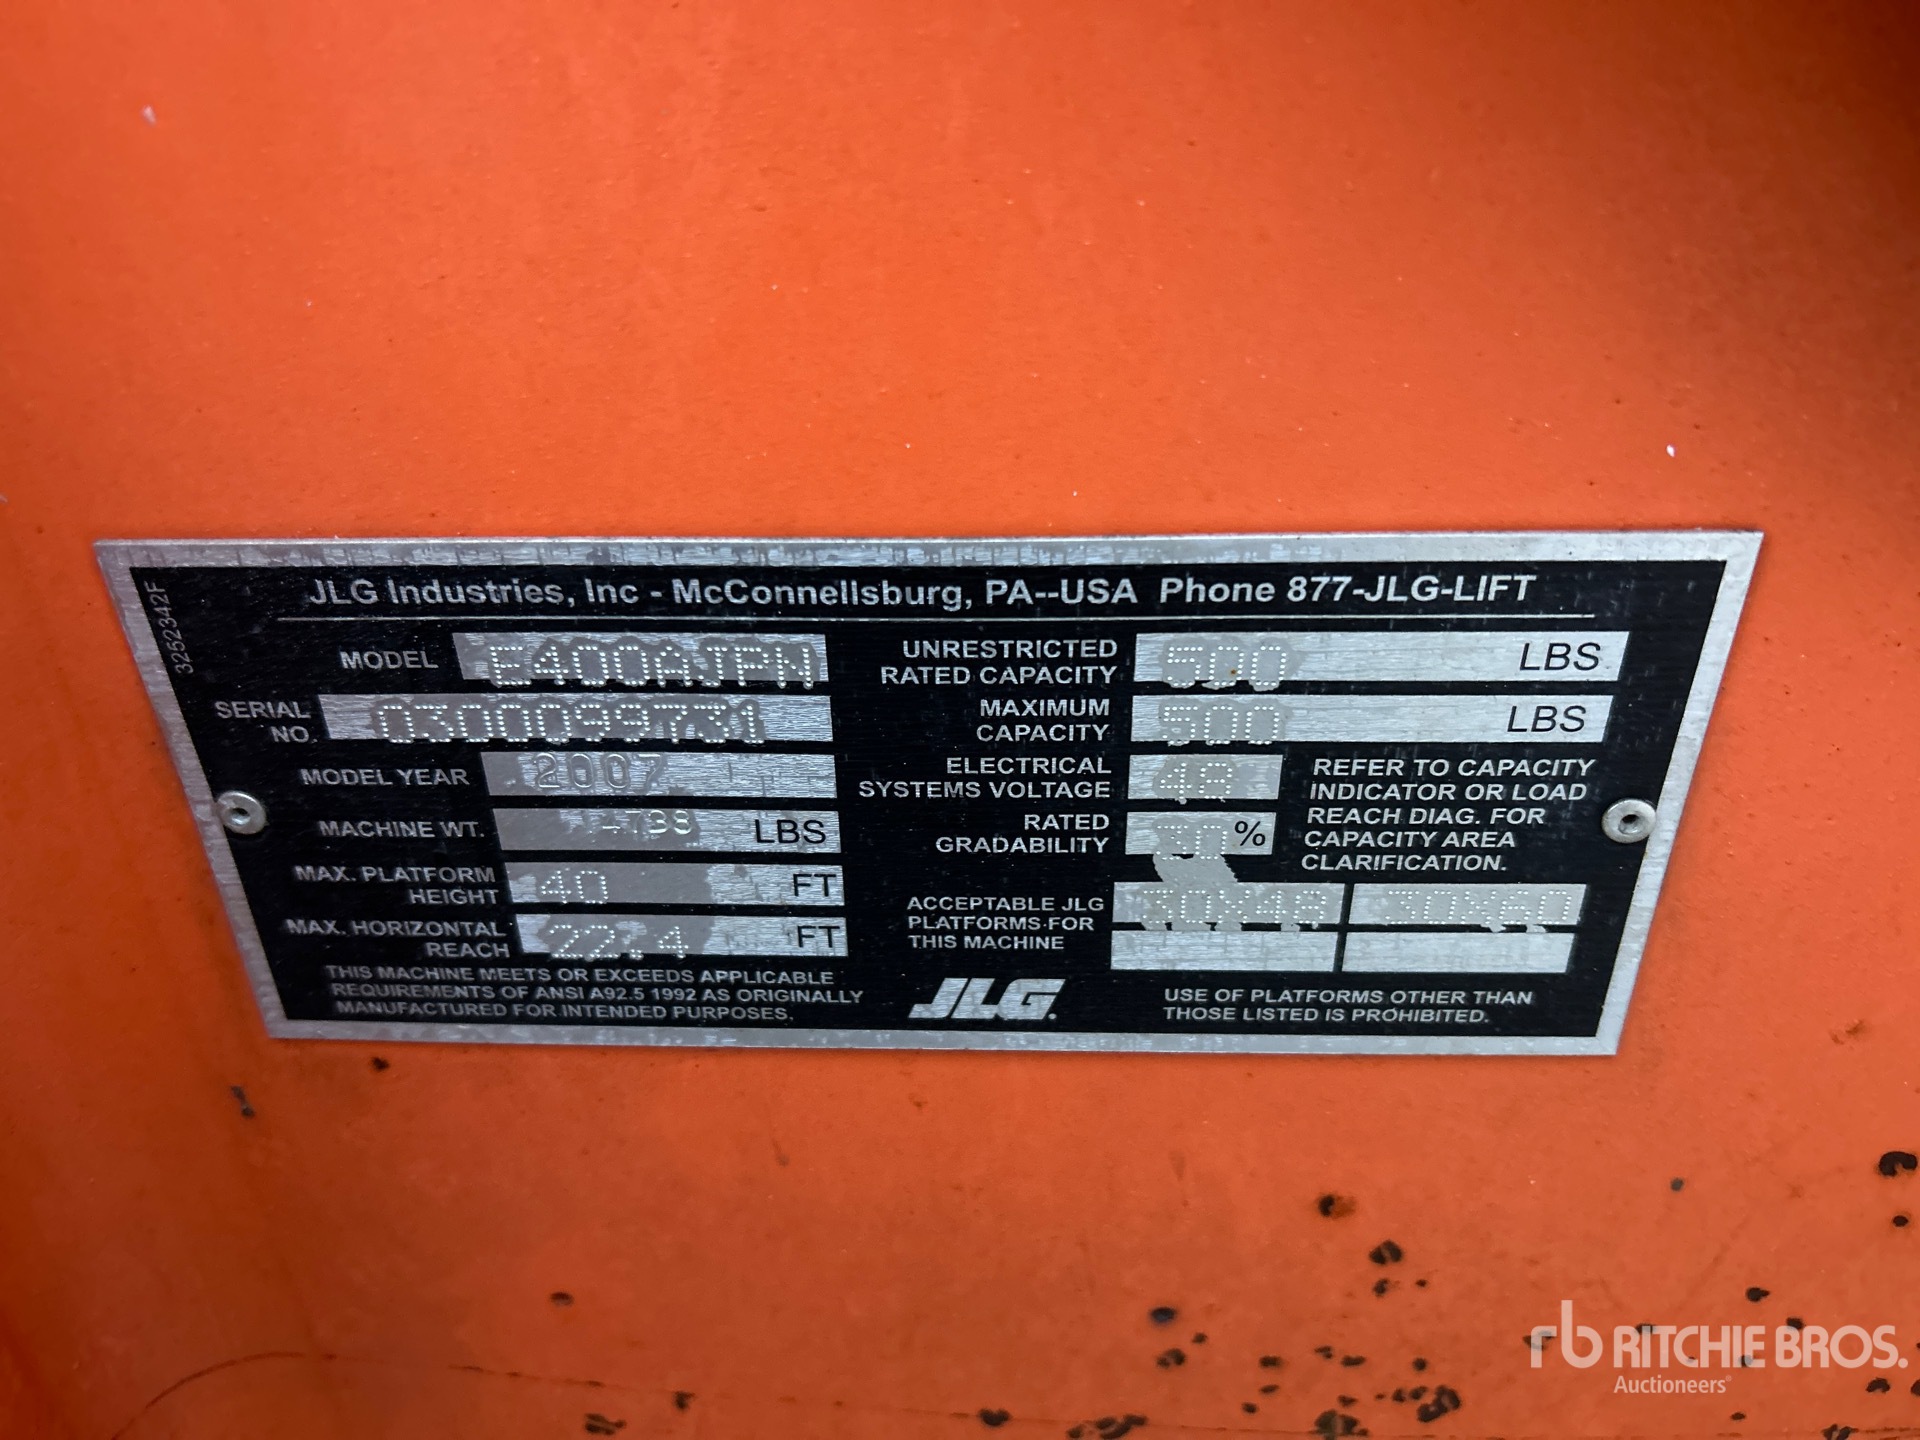 32523 42F
JLG Industries, Inc - McConnellsburg, PA--USA Phone 877-JLG-LIFT
MODEL E400AJPN
SERIAL NO. 0300099731
MODEL YEAR 2007
MACHINE WT. LBS
MAX. PLATFORM
HEIGHT 40 FT
MAX. HORIZONTAL
REACH 22.4 FT
THIS MACHINE MEETS OR EXCEEDS APPLICABLE
REQUIREMENTS OF ANSI A92.5 1992 AS ORIGINALLY
MANUFACTURED FOR INTENDED PURPOSES.
UNRESTRICTED
RATED CAPACITY 500 LBS
MAXIMUM
CAPACITY 500 LBS
ELECTRICAL
SYSTEMS VOLTAGE 48
RATED
GRADABILITY 30 %
REFER TO CAPACITY
INDICATOR OR LOAD
REACH DIAG. FOR
CAPACITY AREA
CLARIFICATION.
ACCEPTABLE JLG
PLATFORMS FOR
THIS MACHINE
30X48 30X60
JLG.
USE OF PLATFORMS OTHER THAN
THOSE LISTED IS PROHIBITED.
rb RITCHIE BROS.
Auctioneers